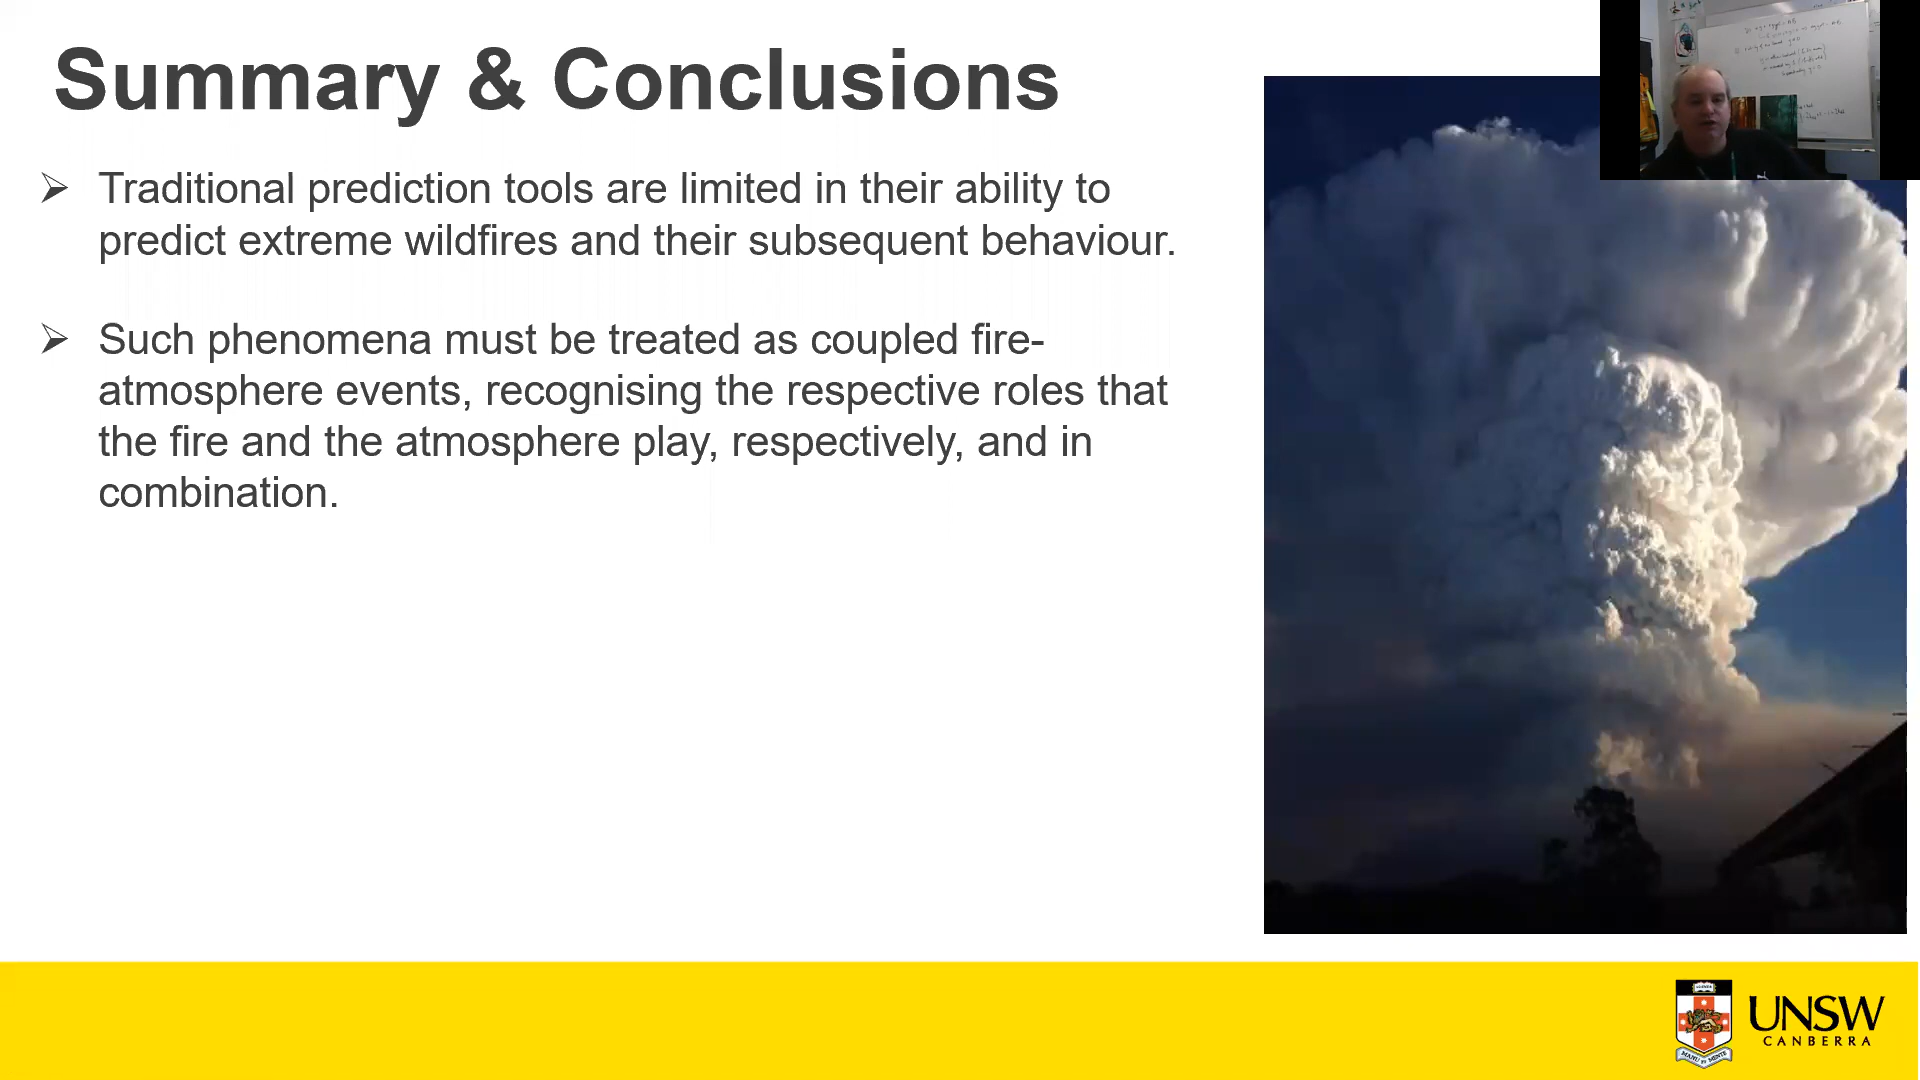 Summary & Conclusions
➢ Traditional prediction tools are limited in their ability to
predict extreme wildfires and their subsequent behaviour.
➢ Such phenomena must be treated as coupled fire-
atmosphere events, recognising the respective roles that
the fire and the atmosphere play, respectively, and in
combination.
UNSW
CANBERRA